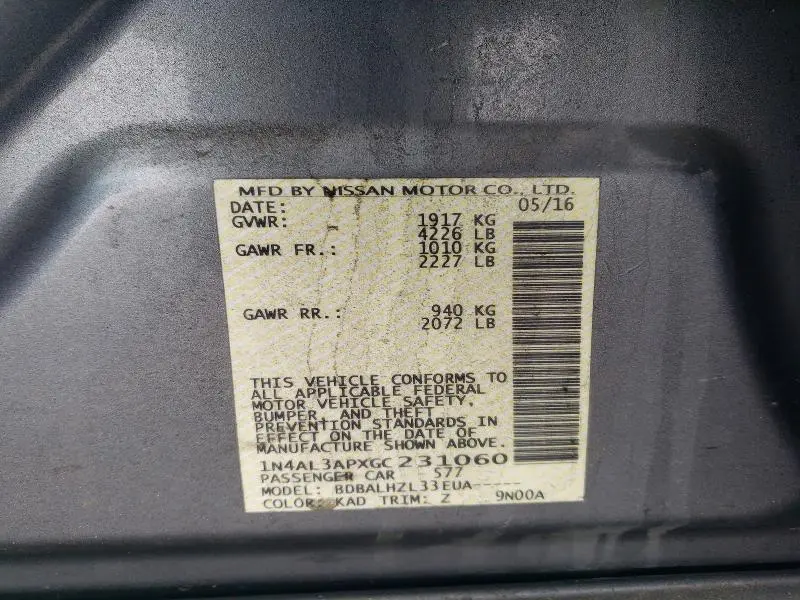 MFD BY NISSAN MOTOR CO., LTD.
DATE: 05/16
GVWR: 1917 KG
4226 LB
GAWR FR.: 1010 KG
2227 LB
GAWR RR.: 940 KG
2072 LB
THIS VEHICLE CONFORMS TO
ALL APPLICABLE FEDERAL
MOTOR VEHICLE SAFETY,
BUMPER, AND THEFT
PREVENTION STANDARDS IN
EFFECT ON THE DATE OF
MANUFACTURE SHOWN ABOVE.
1N4AL3APXGC231060
PASSENGER CAR 577
MODEL: BDBALHZL33EUA-----
COLOR: KAD TRIM: Z 9N00A